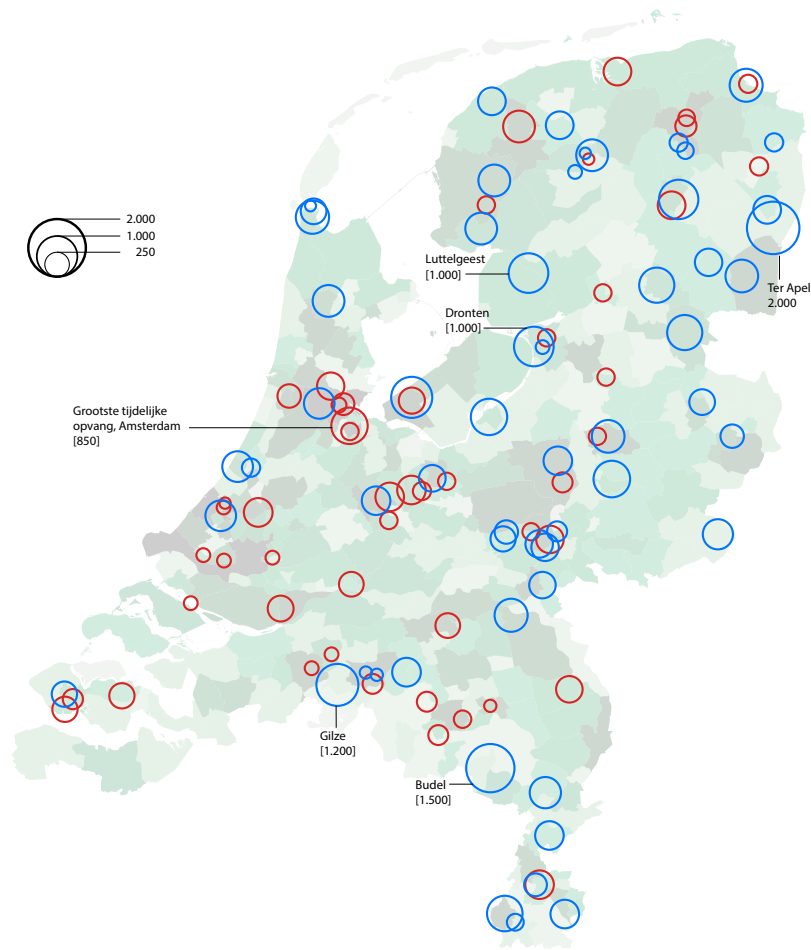 2.000
1.000
250
Luttelgeest
[1.000]
Ter Apel
2.000
Dronten
[1.000]
Grootste tijdelijke
opvang, Amsterdam
[850]
Gilze
[1.200]
Budel
[1.500]